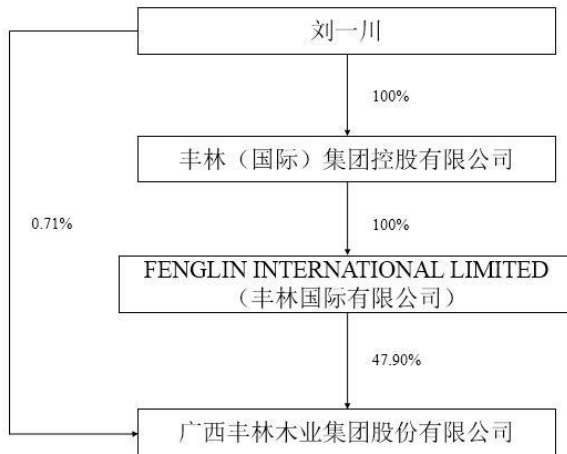 刘一川
100%
丰林（国际）集团控股有限公司
0.71%
100%
FENGLIN INTERNATIONAL LIMITED
（丰林国际有限公司）
47.90%
广西丰林木业集团股份有限公司